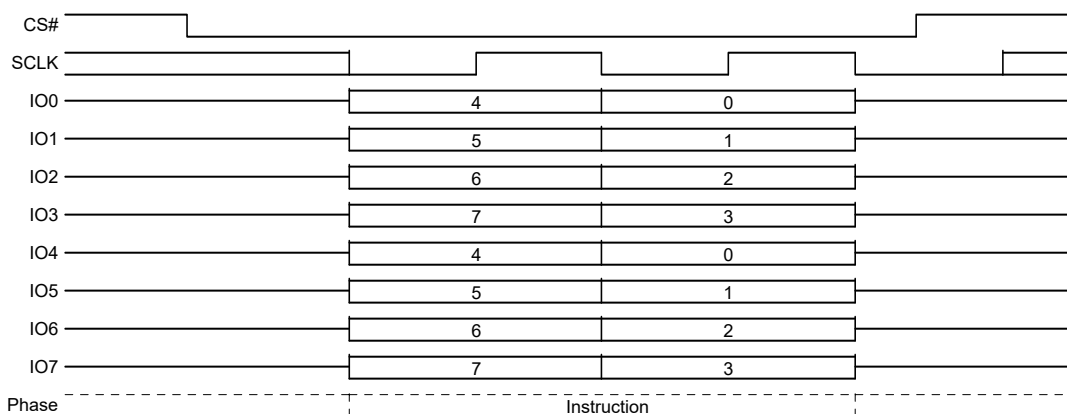 CS#
SCLK
IO0 4 0
IO1 5 1
IO2 6 2
IO3 7 3
IO4 4 0
IO5 5 1
IO6 6 2
IO7 7 3
Phase Instruction